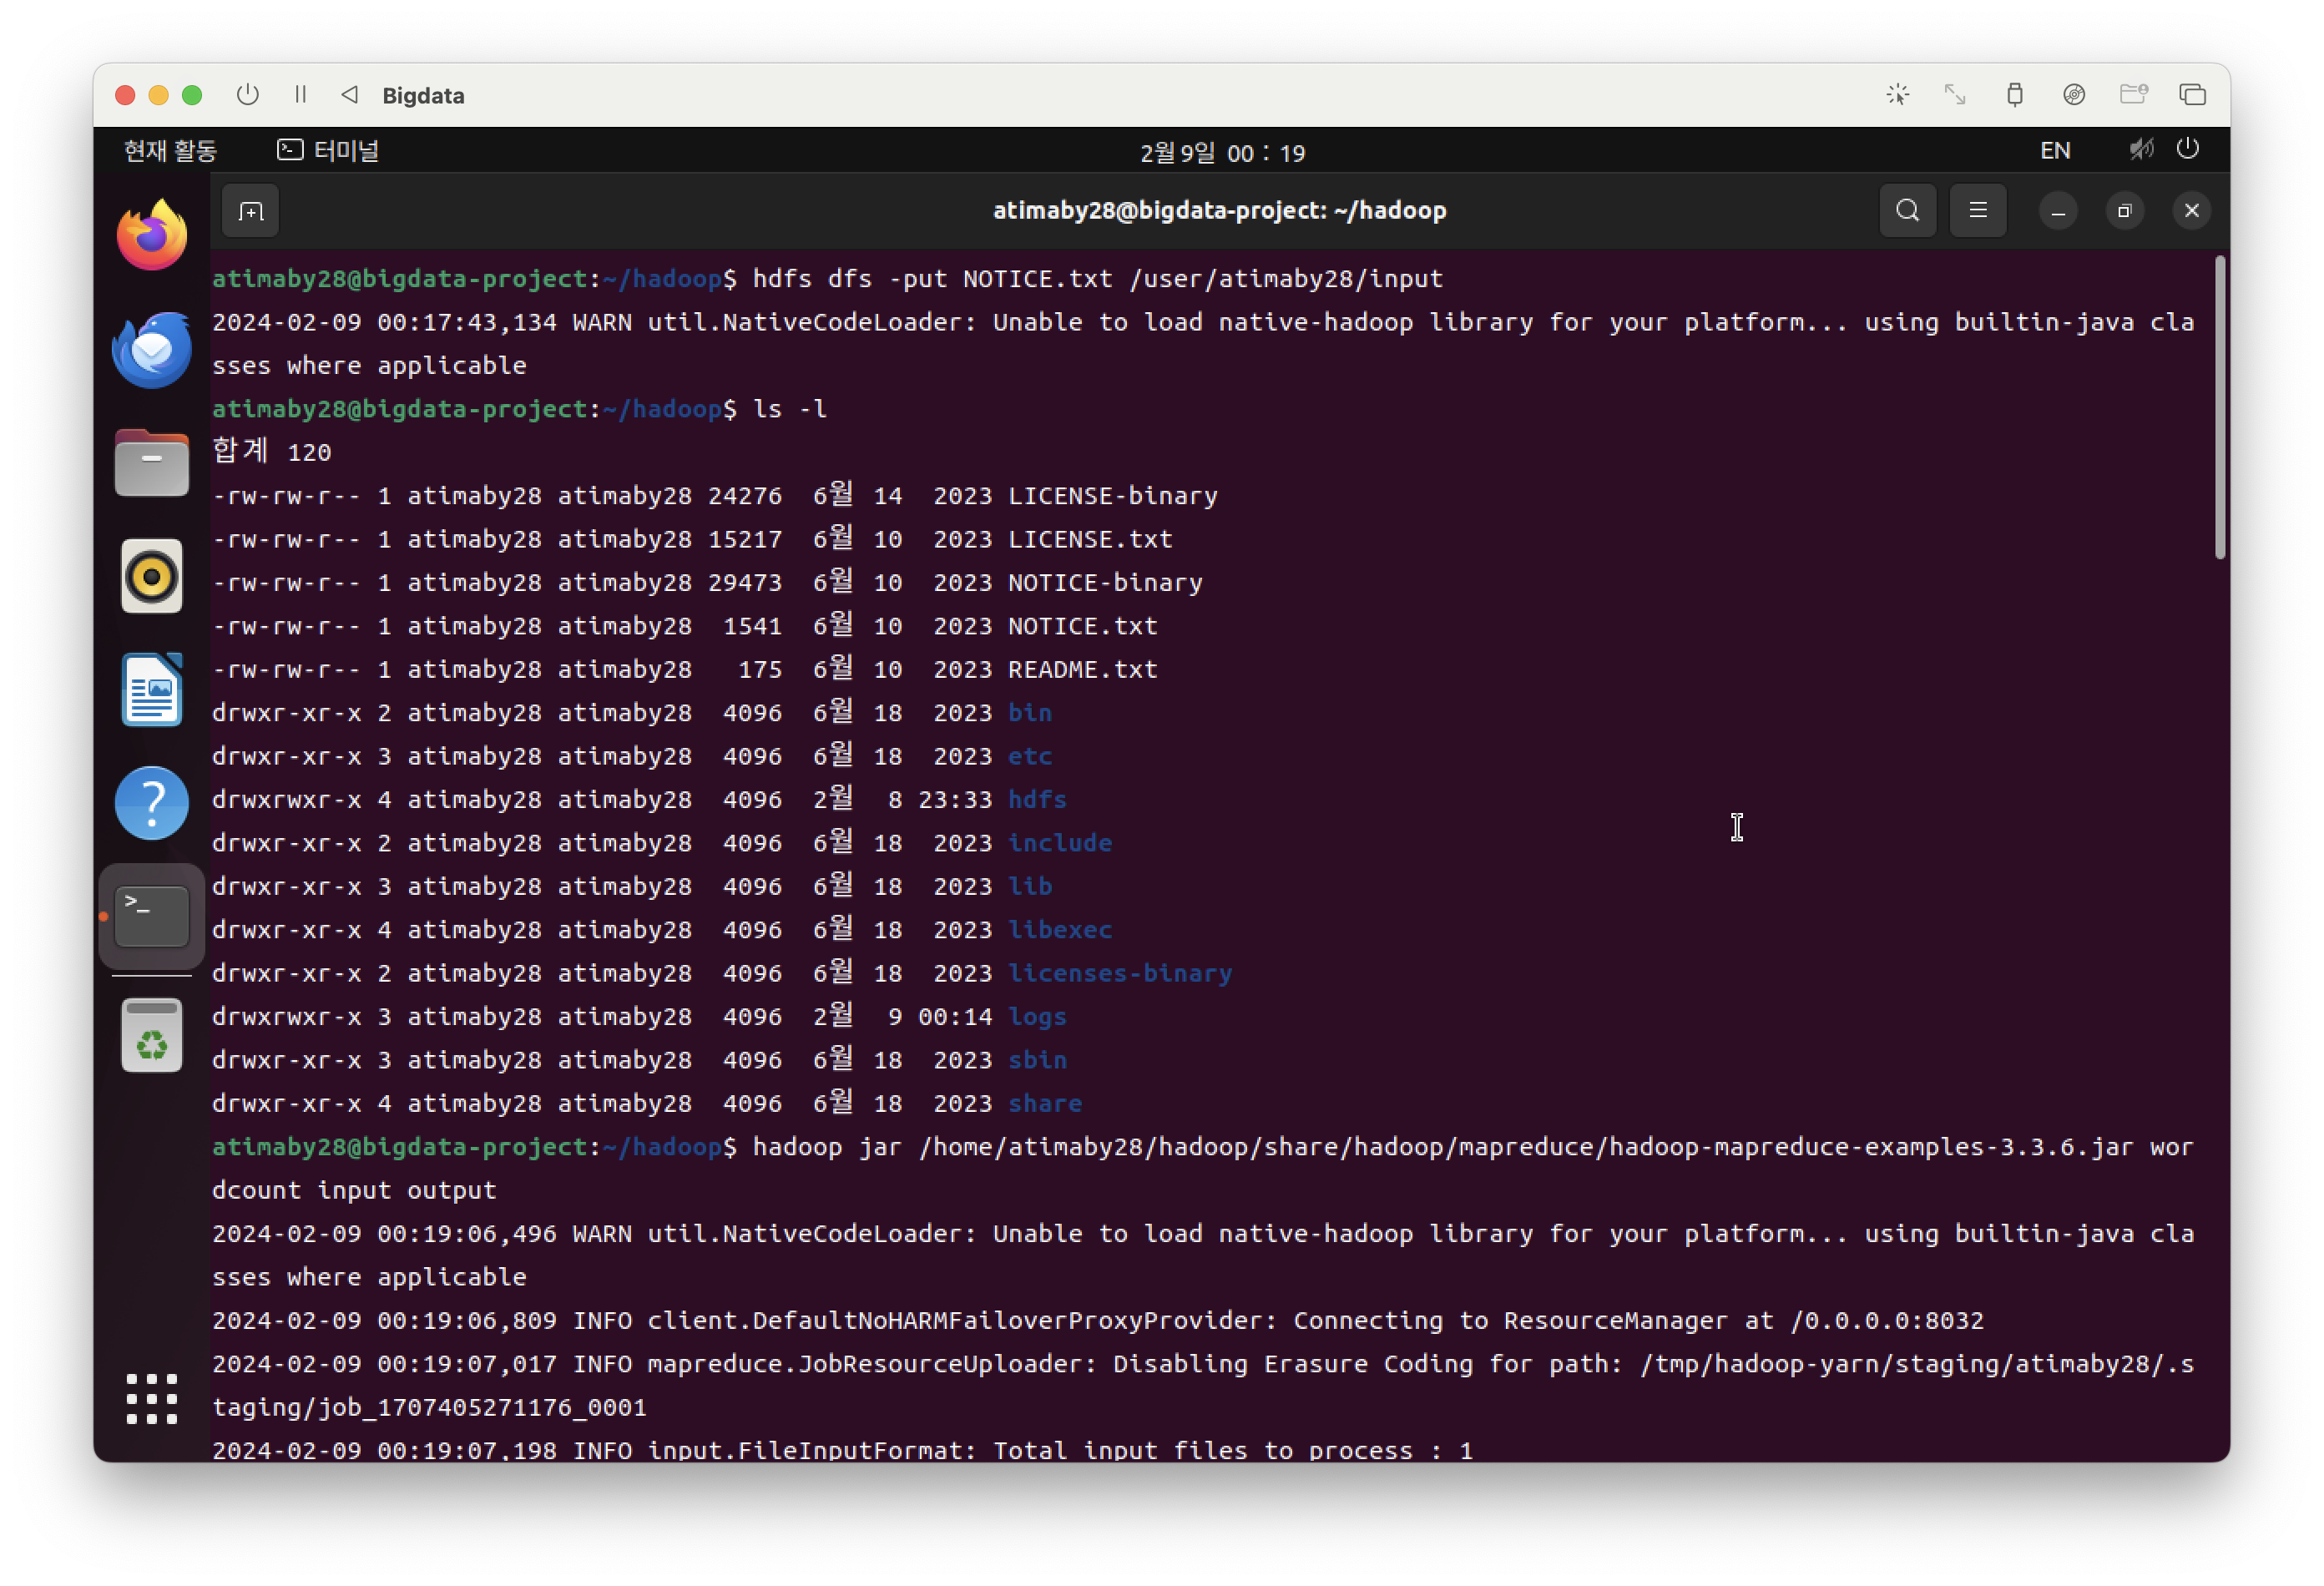 Bigdata
현재 활동 터미널 2월 9일 00 : 19 EN
atimaby28@bigdata-project: ~/hadoop
atimaby28@bigdata-project:~/hadoop$ hdfs dfs -put NOTICE.txt /user/atimaby28/input
2024-02-09 00:17:43,134 WARN util.NativeCodeLoader: Unable to load native-hadoop library for your platform... using builtin-java cla
sses where applicable
atimaby28@bigdata-project:~/hadoop$ ls -l
합계 120
-rw-rw-r-- 1 atimaby28 atimaby28 24276 6월 14 2023 LICENSE-binary
-rw-rw-r-- 1 atimaby28 atimaby28 15217 6월 10 2023 LICENSE.txt
-rw-rw-r-- 1 atimaby28 atimaby28 29473 6월 10 2023 NOTICE-binary
-rw-rw-r-- 1 atimaby28 atimaby28 1541 6월 10 2023 NOTICE.txt
-rw-rw-r-- 1 atimaby28 atimaby28 175 6월 10 2023 README.txt
drwxr-xr-x 2 atimaby28 atimaby28 4096 6월 18 2023 bin
drwxr-xr-x 3 atimaby28 atimaby28 4096 6월 18 2023 etc
drwxrwxr-x 4 atimaby28 atimaby28 4096 2월 8 23:33 hdfs
drwxr-xr-x 2 atimaby28 atimaby28 4096 6월 18 2023 include
drwxr-xr-x 3 atimaby28 atimaby28 4096 6월 18 2023 lib
drwxr-xr-x 4 atimaby28 atimaby28 4096 6월 18 2023 libexec
drwxr-xr-x 2 atimaby28 atimaby28 4096 6월 18 2023 licenses-binary
drwxrwxr-x 3 atimaby28 atimaby28 4096 2월 9 00:14 logs
drwxr-xr-x 3 atimaby28 atimaby28 4096 6월 18 2023 sbin
drwxr-xr-x 4 atimaby28 atimaby28 4096 6월 18 2023 share
atimaby28@bigdata-project:~/hadoop$ hadoop jar /home/atimaby28/hadoop/share/hadoop/mapreduce/hadoop-mapreduce-examples-3.3.6.jar wor
dcount input output
2024-02-09 00:19:06,496 WARN util.NativeCodeLoader: Unable to load native-hadoop library for your platform... using builtin-java cla
sses where applicable
2024-02-09 00:19:06,809 INFO client.DefaultNoHARMFailoverProxyProvider: Connecting to ResourceManager at /0.0.0.0:8032
2024-02-09 00:19:07,017 INFO mapreduce.JobResourceUploader: Disabling Erasure Coding for path: /tmp/hadoop-yarn/staging/atimaby28/.s
taging/job_1707405271176_0001
2024-02-09 00:19:07,198 INFO input.FileInputFormat: Total input files to process : 1